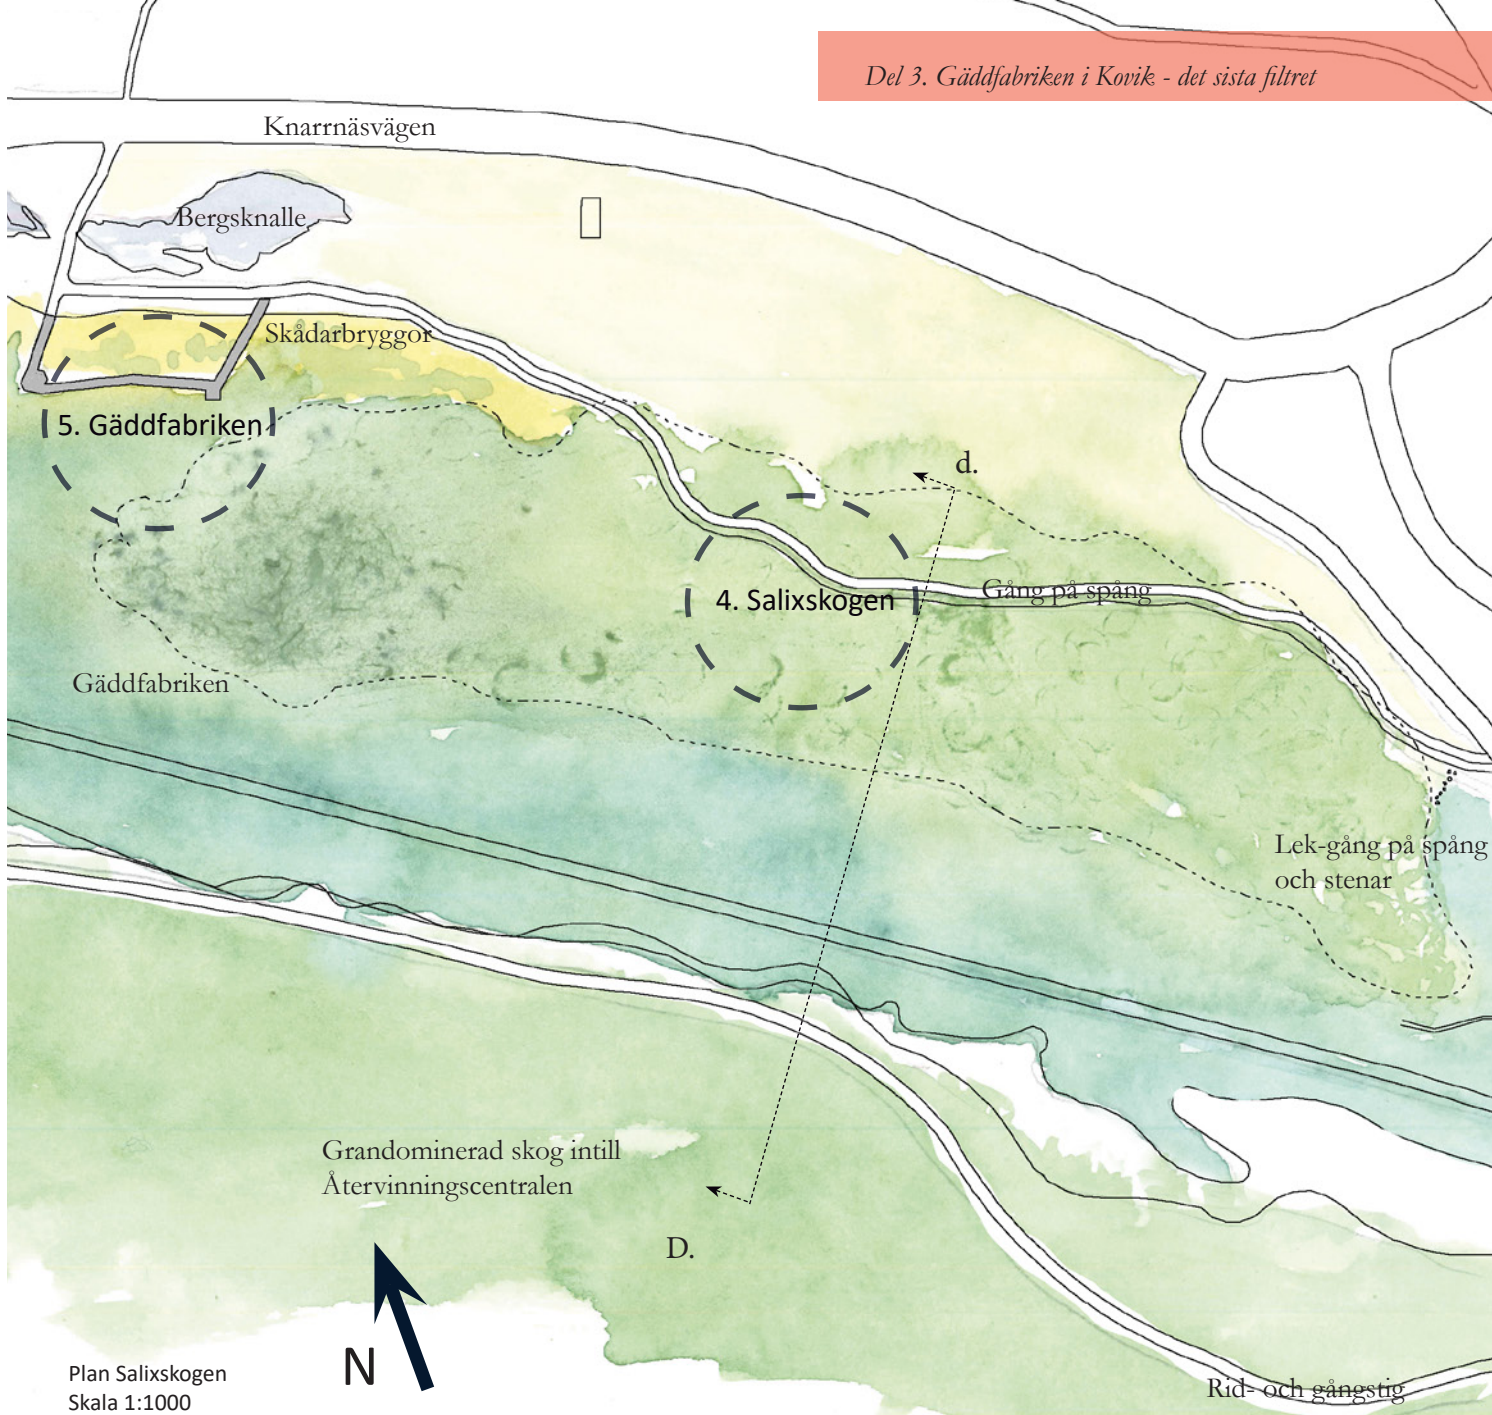 Del 3. Gäddfabriken i Kovik - det sista filtret
Knarrnäsvägen
Bergsknalle
Skådarbryggor
5. Gäddfabriken
d.
Gång på spång
4. Salixskogen
Gäddfabriken
Lek-gång på spång
och stenar
Grandominerad skog intill
Återvinningscentralen
D.
N
Plan Salixskogen
Skala 1:1000
Rid- och gångstig